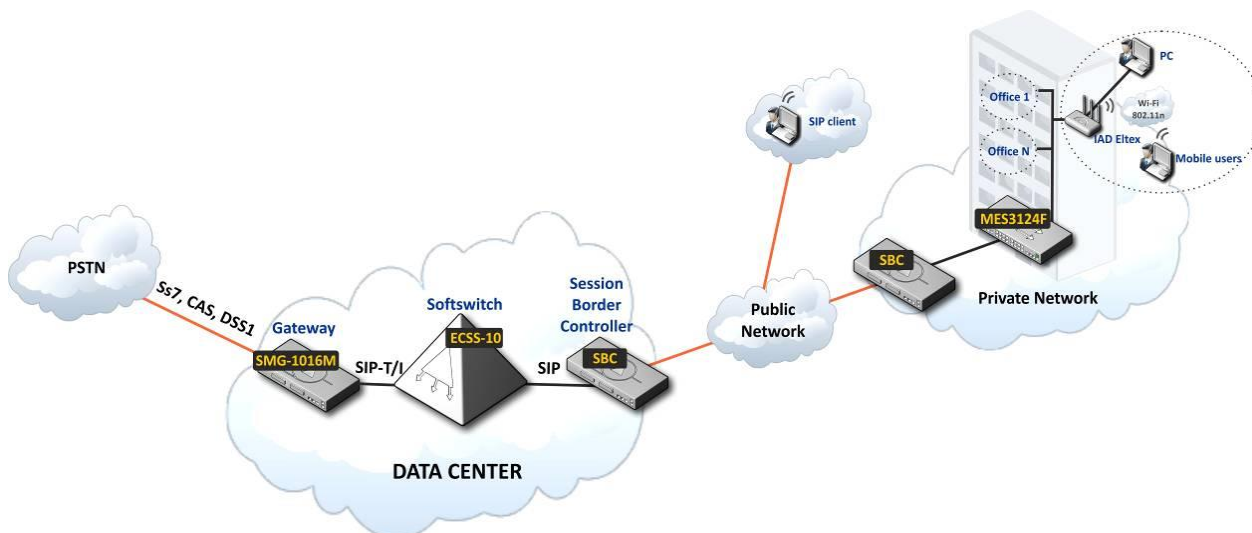 PSTN
Ss7, CAS, DSS1
Gateway
SMG-1016M
SIP-T/I
Softswitch
ECSS-10
SIP
Session
Border
Controller
SBC
DATA CENTER
Public
Network
SIP client
SBC
MES3124F
Private Network
Office 1
Office N
IAD Eltex
PC
Wi-Fi
802.11n
Mobile users